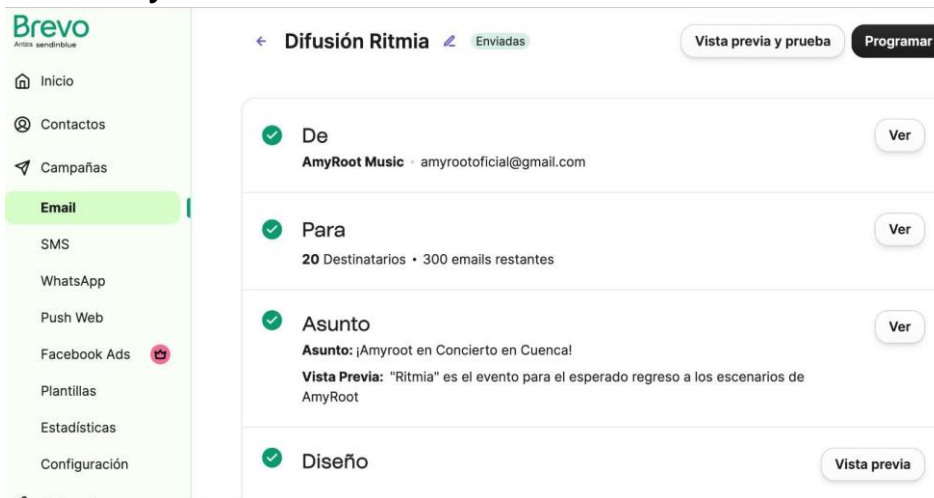 Brevo
Antes sendinblue
Inicio
Contactos
Campañas
Email
SMS
WhatsApp
Push Web
Facebook Ads
Plantillas
Estadísticas
Configuración
← Difusión Ritmia
Enviadas
Vista previa y prueba
Programar
De
AmyRoot Music · amyrootoficial@gmail.com
Ver
Para
20 Destinatarios • 300 emails restantes
Ver
Asunto
Asunto: ¡Amyroot en Concierto en Cuenca!
Vista Previa: "Ritmia" es el evento para el esperado regreso a los escenarios de
AmyRoot
Ver
Diseño
Vista previa